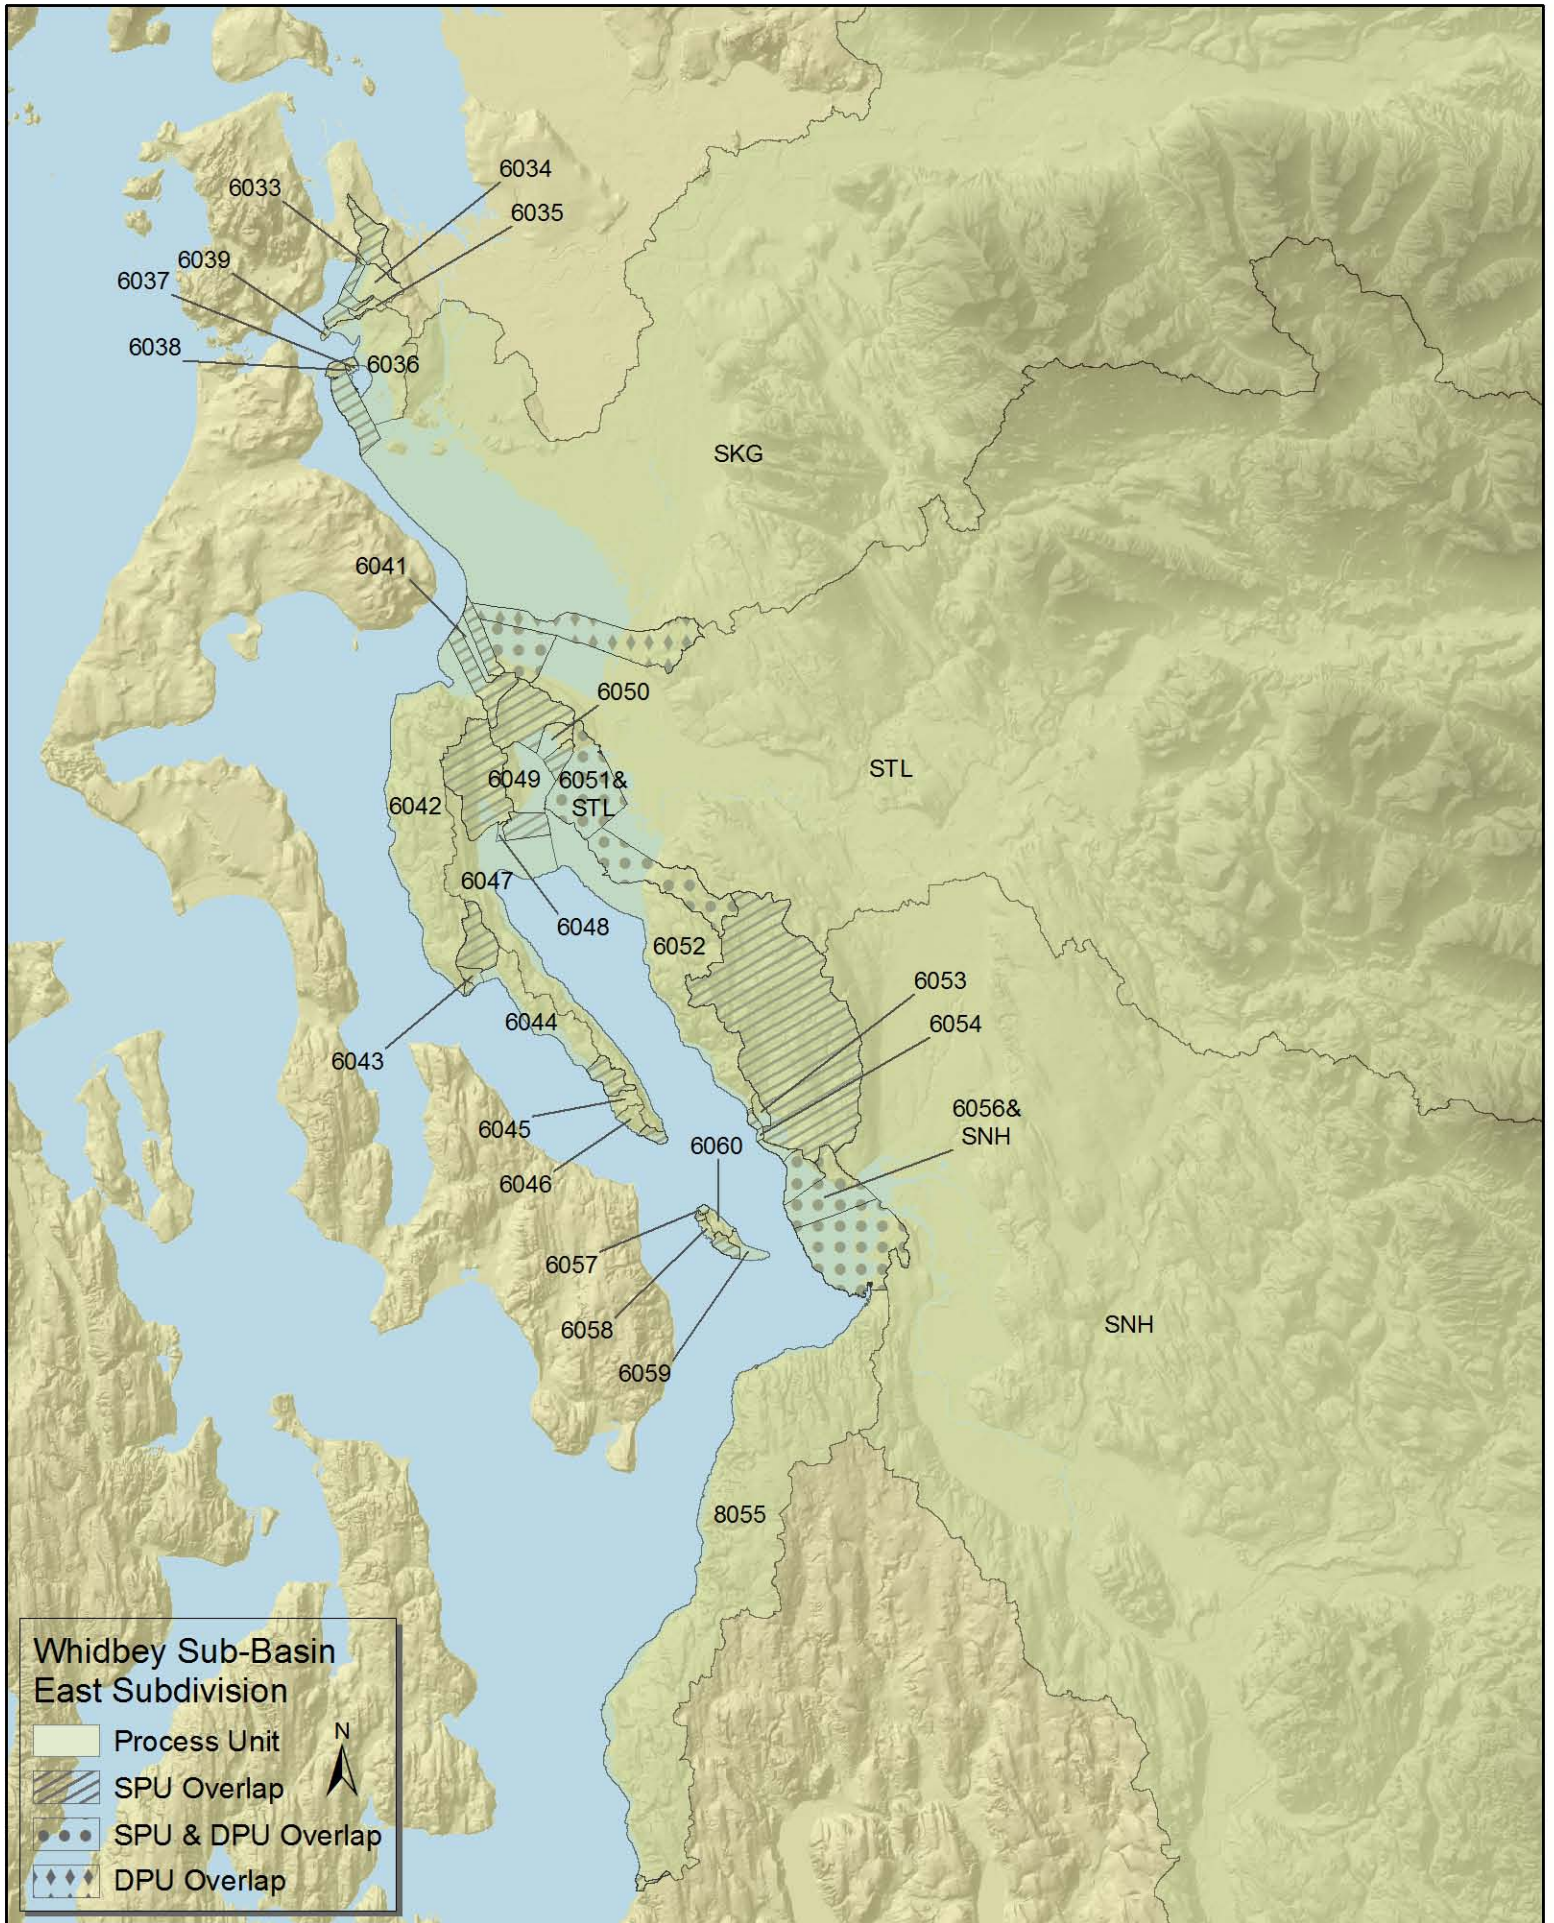 6034
6033
6035
6039
6037
6038
6036
SKG
6041
6050
STL
6049
6051&
STL
6042
6047
6048
6052
6053
6044
6054
6043
6056&
SNH
6045
6060
6046
6057
6058
SNH
6059
8055
Whidbey Sub-Basin
East Subdivision
Process Unit
N
SPU Overlap
SPU & DPU Overlap
DPU Overlap